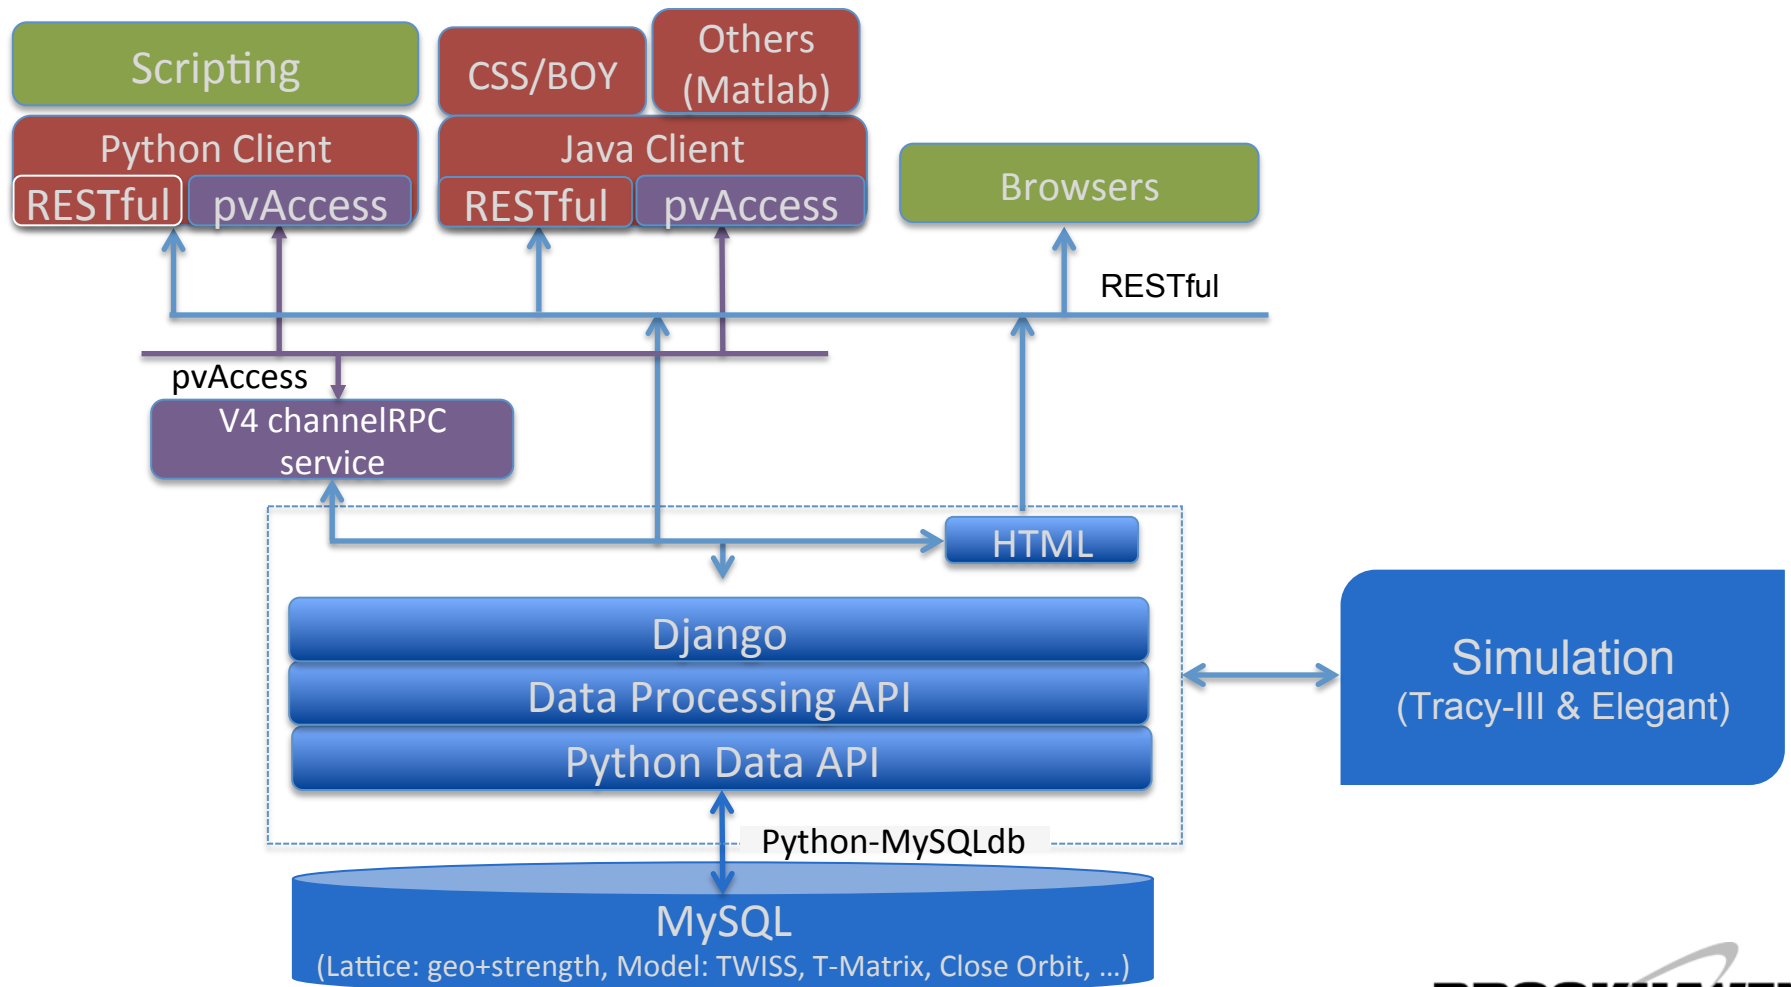 Scripting
CSS/BOY
Others
(Matlab)
Python Client
Java Client
RESTful
pvAccess
RESTful
pvAccess
Browsers
RESTful
pvAccess
V4 channelRPC
service
HTML
Django
Data Processing API
Python Data API
Simulation
(Tracy-III & Elegant)
Python-MySQLdb
MySQL
(Lattice: geo+strength, Model: TWISS, T-Matrix, Close Orbit, ...)